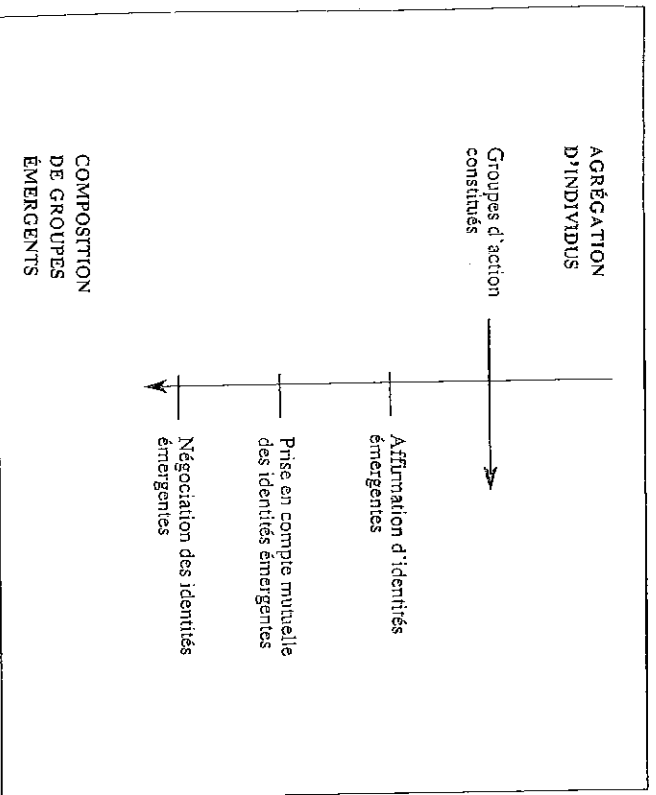 AGRÉGATION
D'INDIVIDUS
Groupes d'action
constitués
Affirmation d'identités
émergentes
Prise en compte mutuelle
des identités émergentes
Négociation des identités
émergentes
COMPOSITION
DE GROUPES
ÉMERGENTS